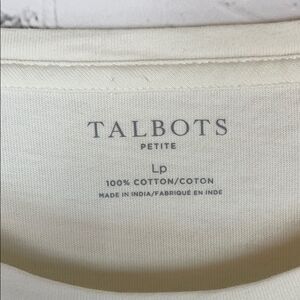 TALBOTS
PETITE
Lp
100% COTTON/COTON
MADE IN INDIA/FABRIQUÉ EN INDE